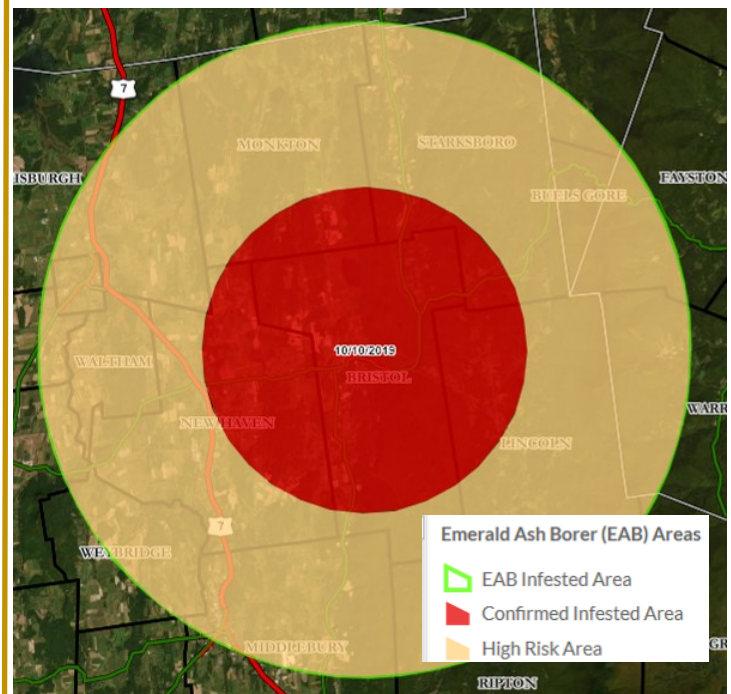 7
MONKTON
STARKSBORO
ISBURGH
BUELS GORE
FAYSTON
10/10/2019
WALTHAM
BRISTOL
WARR
NEW HAVEN
LINCOLN
7
WEYBRIDGE
Emerald Ash Borer (EAB) Areas
EAB Infested Area
Confirmed Infested Area
High Risk Area
MIDDLEBURY
GR
RIPTON